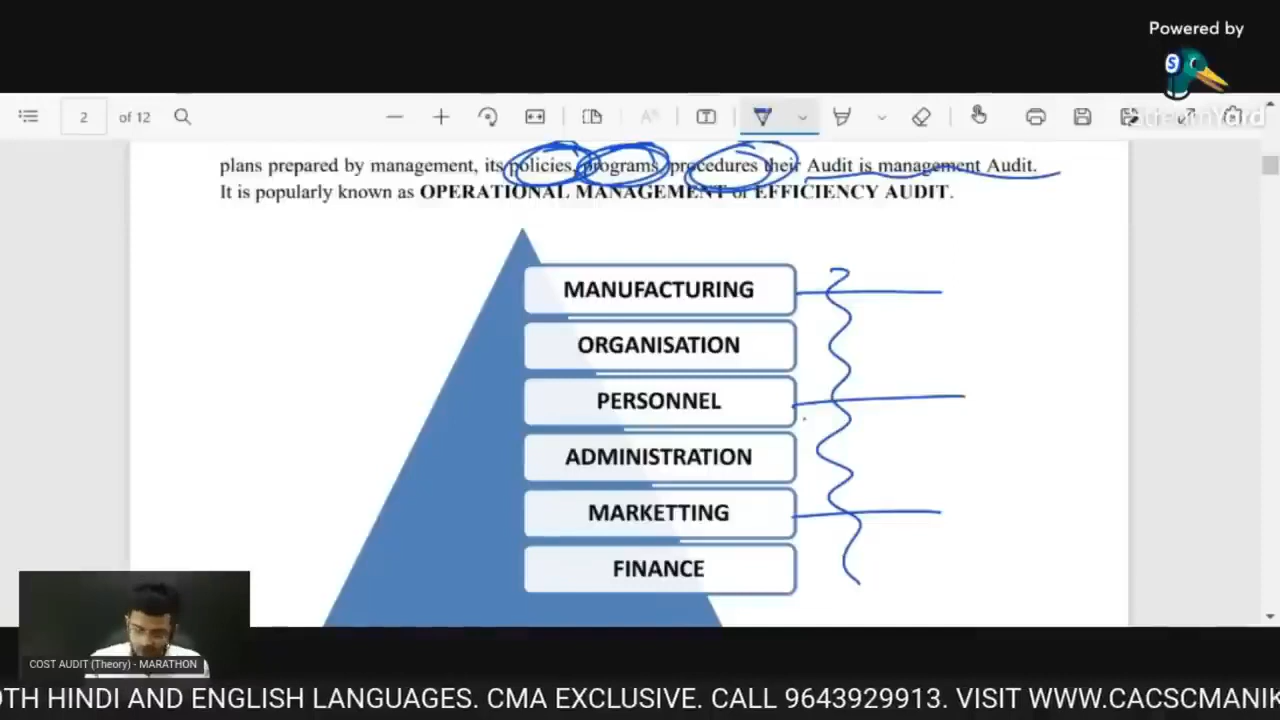 Powered by
S
StreamYard
2 of 12
plans prepared by management, its policies, programs, procedures their Audit is management Audit.
It is popularly known as OPERATIONAL MANAGEMENT or EFFICIENCY AUDIT.
MANUFACTURING
ORGANISATION
PERSONNEL
ADMINISTRATION
MARKETTING
FINANCE
COST AUDIT (Theory) - MARATHON
OTH HINDI AND ENGLISH LANGUAGES. CMA EXCLUSIVE. CALL 9643929913. VISIT WWW.CACSCMANIK